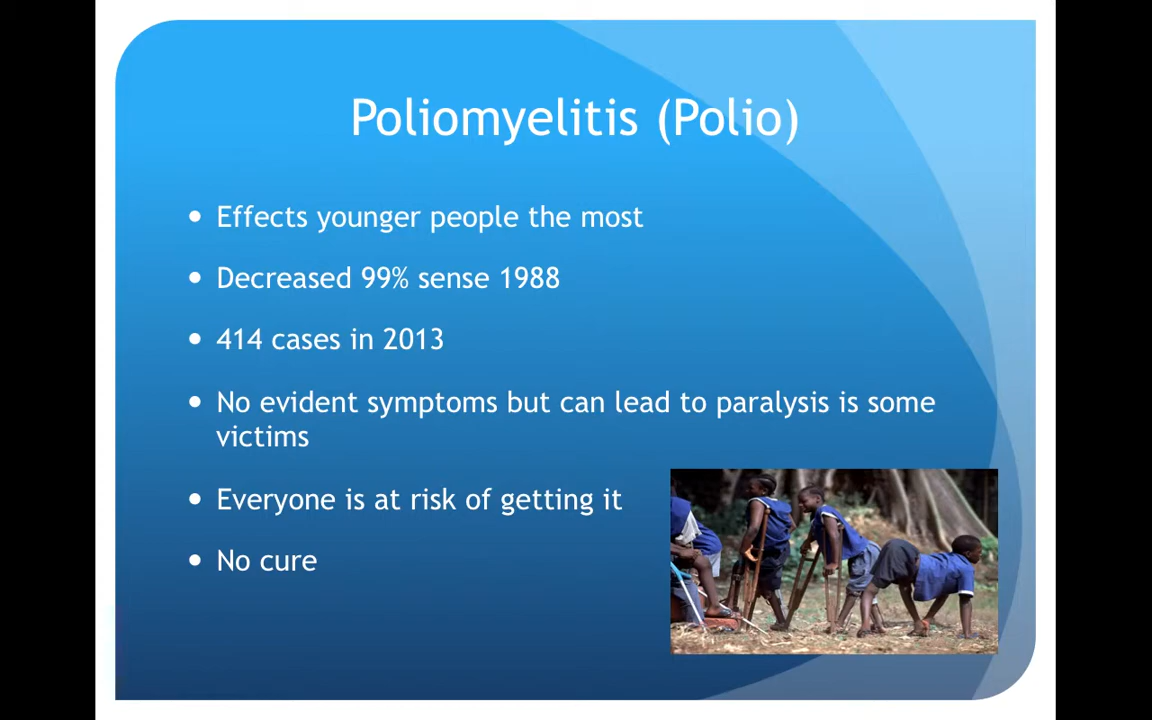 Poliomyelitis (Polio)
• Effects younger people the most
• Decreased 99% sense 1988
• 414 cases in 2013
• No evident symptoms but can lead to paralysis is some
victims
• Everyone is at risk of getting it
• No cure